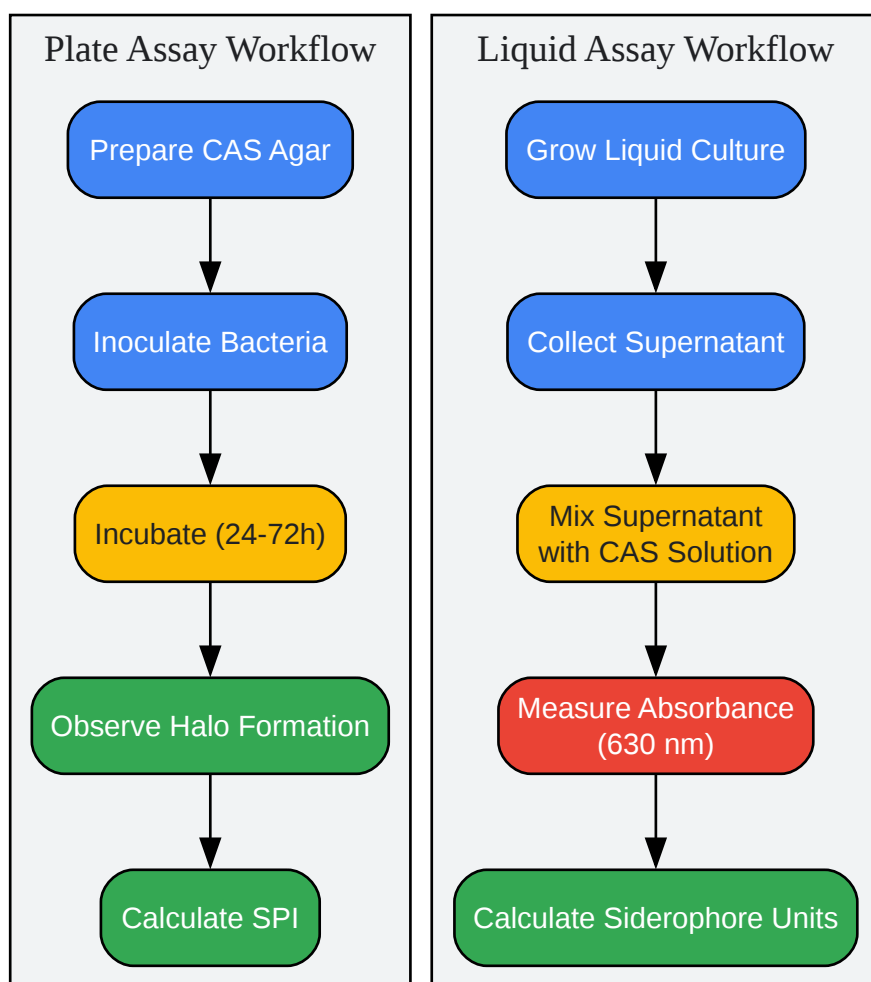 Plate Assay Workflow
Prepare CAS Agar
Inoculate Bacteria
Incubate (24-72h)
Observe Halo Formation
Calculate SPI
Liquid Assay Workflow
Grow Liquid Culture
Collect Supernatant
Mix Supernatant
with CAS Solution
Measure Absorbance
(630 nm)
Calculate Siderophore Units